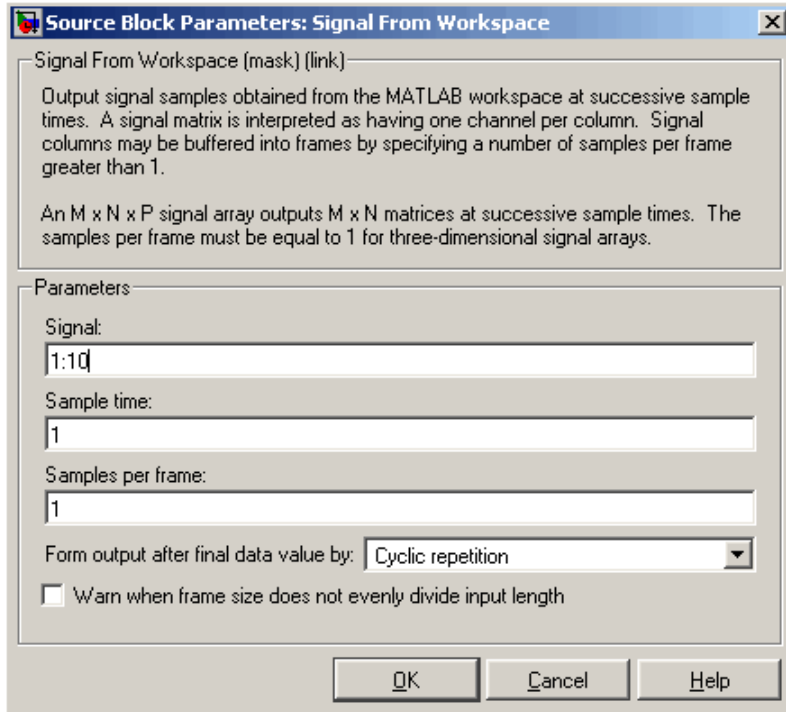 Source Block Parameters: Signal From Workspace
Signal From Workspace (mask) (link)
Output signal samples obtained from the MATLAB workspace at successive sample
times.  A signal matrix is interpreted as having one channel per column.  Signal
columns may be buffered into frames by specifying a number of samples per frame
greater than 1.
An M x N x P signal array outputs M x N matrices at successive sample times.  The
samples per frame must be equal to 1 for three-dimensional signal arrays.
Parameters
Signal:
1:10
Sample time:
1
Samples per frame:
1
Form output after final data value by: Cyclic repetition
Warn when frame size does not evenly divide input length
OK Cancel Help